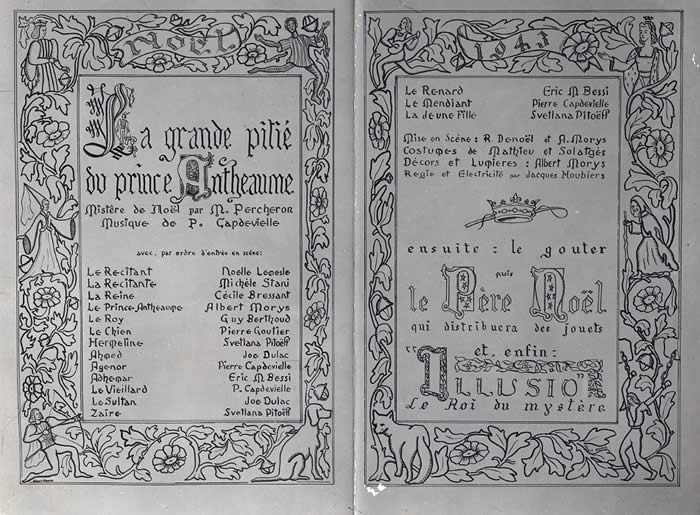 Noël
La grande pitié
du prince Antheaume
Mistère de Noël par M. Percheron
Musique de P. Capdevielle
avec, par ordre d'entrée en scène:
Le Récitant Noëlle Lepesle
La Récitante Michèle Stani
La Reine Cécile Bressant
Le Prince Antheaume Albert Morys
Le Roy Guy Berthoud
Le Chien Pierre Goutier
Hermeline Svetlana Pitoëff
Ahmed Joe Dulac
Agenor Pierre Capdevielle
Adhemar Eric M. Bessi
Le Vieillard P. Capdevielle
Le Sultan Joe Dulac
Zaïre Svetlana Pitoëff
1943
Le Renard Eric M Bessi
Le Mendiant Pierre Capdevielle
La Jeune Fille Svetlana Pitoëff
Mise en Scène: R. Denoël et A. Morys
Costumes de Mathieu et Solatgès
Décors et Lumières: Albert Morys
Regie et Electricité par Jacques Moubiers
ensuite: le gouter
puis
le Père Noël
qui distribuera des jouets
et, enfin:
"ILLUSIO"
Le Roi du mystère